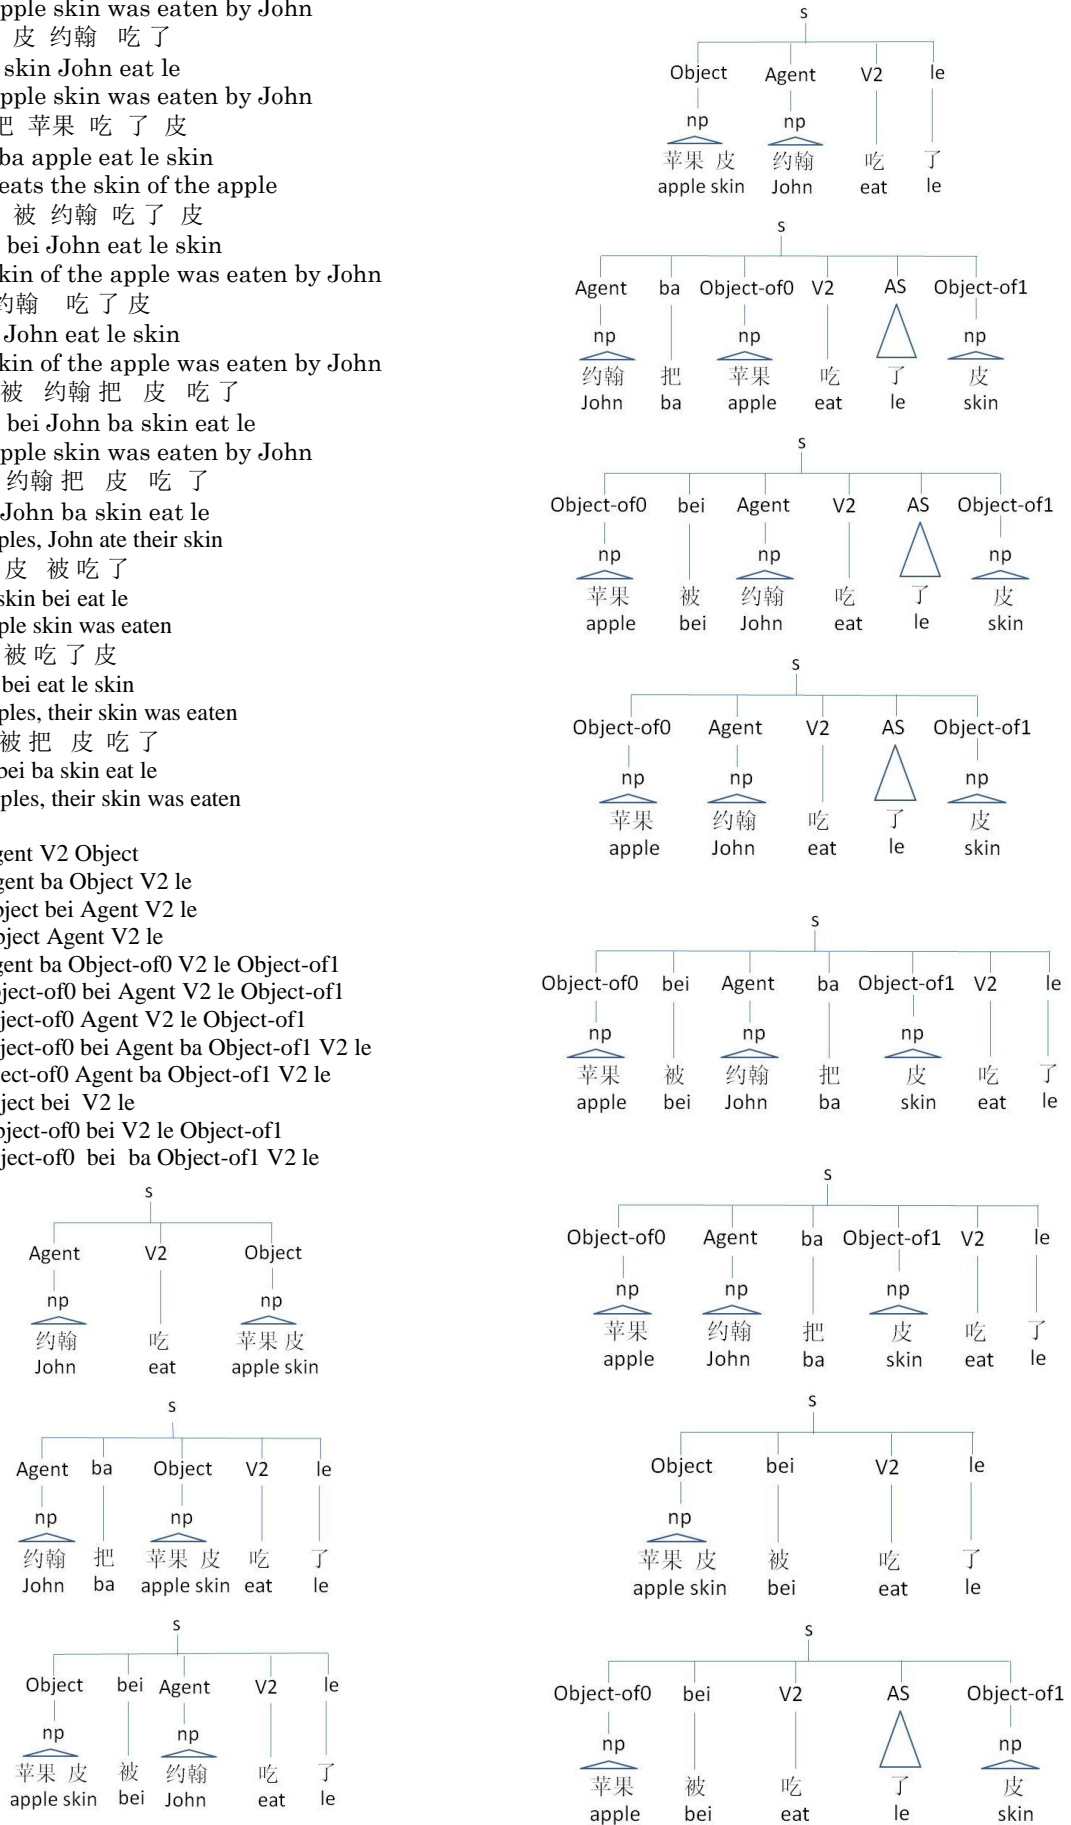 pple skin was eaten by John
皮 约翰 吃 了
skin John eat le
pple skin was eaten by John
把 苹果 吃 了 皮
ba apple eat le skin
eats the skin of the apple
被 约翰 吃 了 皮
bei John eat le skin
kin of the apple was eaten by John
约翰 吃 了 皮
John eat le skin
kin of the apple was eaten by John
被 约翰 把 皮 吃 了
bei John ba skin eat le
pple skin was eaten by John
约翰 把 皮 吃 了
John ba skin eat le
ples, John ate their skin
皮 被 吃 了
skin bei eat le
ple skin was eaten
被 吃 了 皮
bei eat le skin
ples, their skin was eaten
被 把 皮 吃 了
bei ba skin eat le
ples, their skin was eaten
gent V2 Object
gent ba Object V2 le
bject bei Agent V2 le
bject Agent V2 le
gent ba Object-of0 V2 le Object-of1
bject-of0 bei Agent V2 le Object-of1
ject-of0 Agent V2 le Object-of1
ject-of0 bei Agent ba Object-of1 V2 le
ect-of0 Agent ba Object-of1 V2 le
ject bei V2 le
bject-of0 bei V2 le Object-of1
ject-of0 bei ba Object-of1 V2 le
s
Agent V2 Object
np np
约翰 吃 苹果 皮
John eat apple skin
s
Agent ba Object V2 le
np np
约翰 把 苹果 皮 吃 了
John ba apple skin eat le
s
Object bei Agent V2 le
np np
苹果 皮 被 约翰 吃 了
apple skin bei John eat le
s
Object Agent V2 le
np np
苹果 皮 约翰 吃 了
apple skin John eat le
s
Agent ba Object-of0 V2 AS Object-of1
np np np
约翰 把 苹果 吃 了 皮
John ba apple eat le skin
s
Object-of0 bei Agent V2 AS Object-of1
np np np
苹果 被 约翰 吃 了 皮
apple bei John eat le skin
s
Object-of0 Agent V2 AS Object-of1
np np np
苹果 约翰 吃 了 皮
apple John eat le skin
s
Object-of0 bei Agent ba Object-of1 V2 le
np np np
苹果 被 约翰 把 皮 吃 了
apple bei John ba skin eat le
s
Object-of0 Agent ba Object-of1 V2 le
np np np
苹果 约翰 把 皮 吃 了
apple John ba skin eat le
s
Object bei V2 le
np
苹果 皮 被 吃 了
apple skin bei eat le
s
Object-of0 bei V2 AS Object-of1
np np
苹果 被 吃 了 皮
apple bei eat le skin